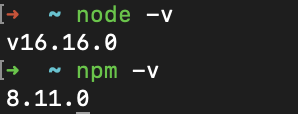 ➜ ~ node -v
v16.16.0
➜ ~ npm -v
8.11.0